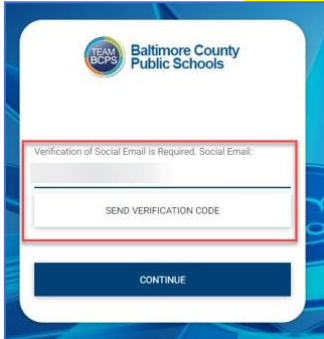 TEAM
BCPS
Baltimore County
Public Schools
Verification of Social Email is Required. Social Email:
SEND VERIFICATION CODE
CONTINUE